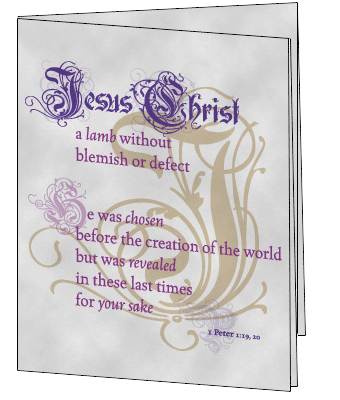 Jesus Christ
a lamb without
blemish or defect
He was chosen
before the creation of the world
but was revealed
in these last times
for your sake
1 Peter 1:19, 20